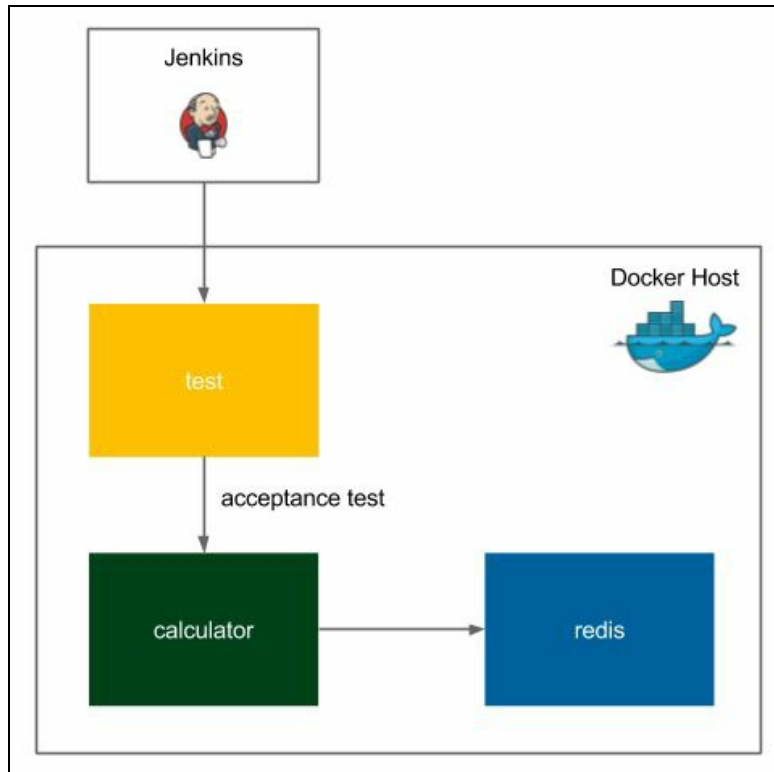 Jenkins
Docker Host
test
acceptance test
calculator
redis